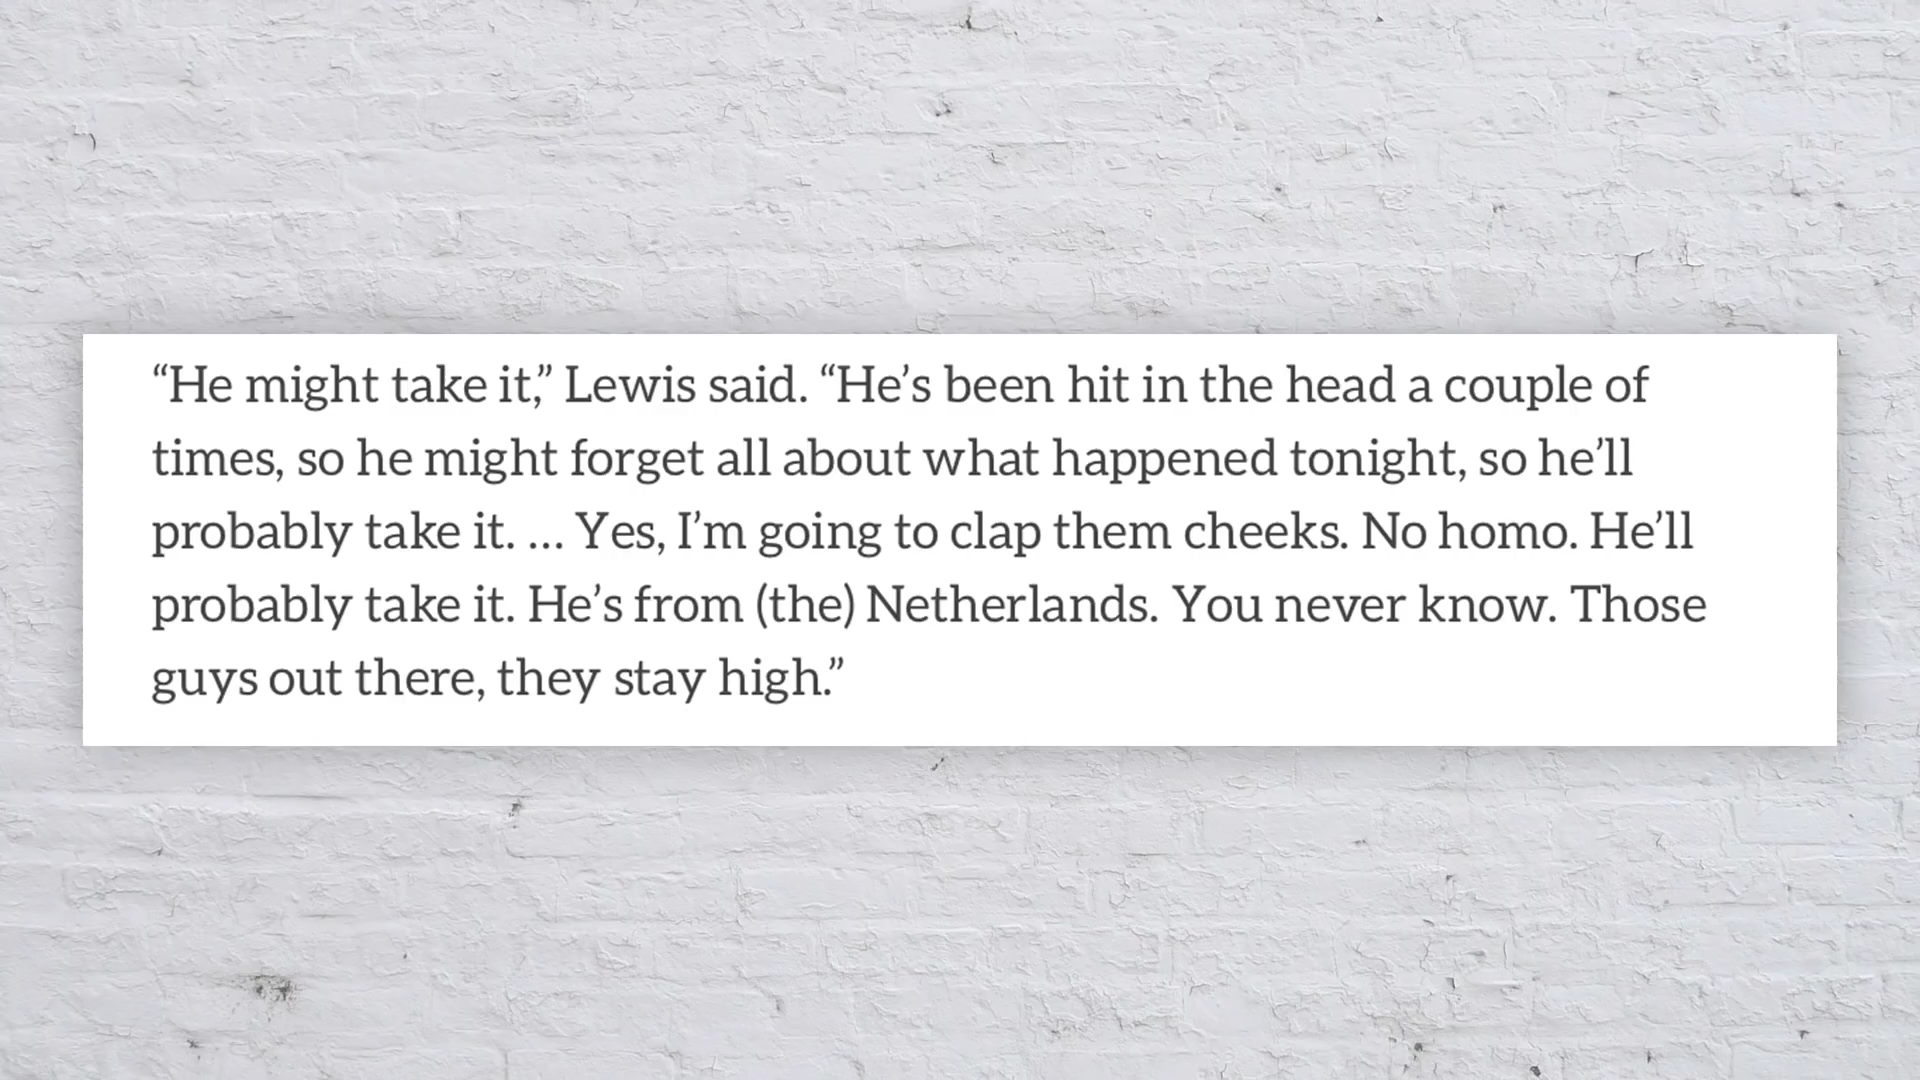 “He might take it,” Lewis said. “He’s been hit in the head a couple of
times, so he might forget all about what happened tonight, so he’ll
probably take it. … Yes, I’m going to clap them cheeks. No homo. He’ll
probably take it. He’s from (the) Netherlands. You never know. Those
guys out there, they stay high.”